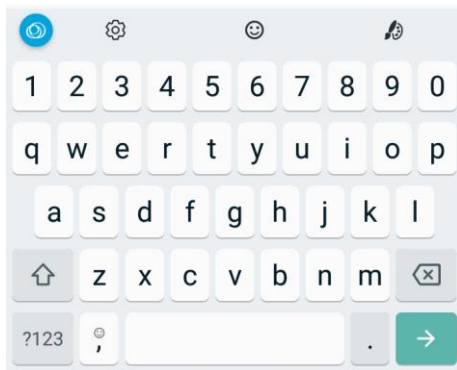 1 2 3 4 5 6 7 8 9 0
q w e r t y u i o p
a s d f g h j k l
z x c v b n m
?123 , .